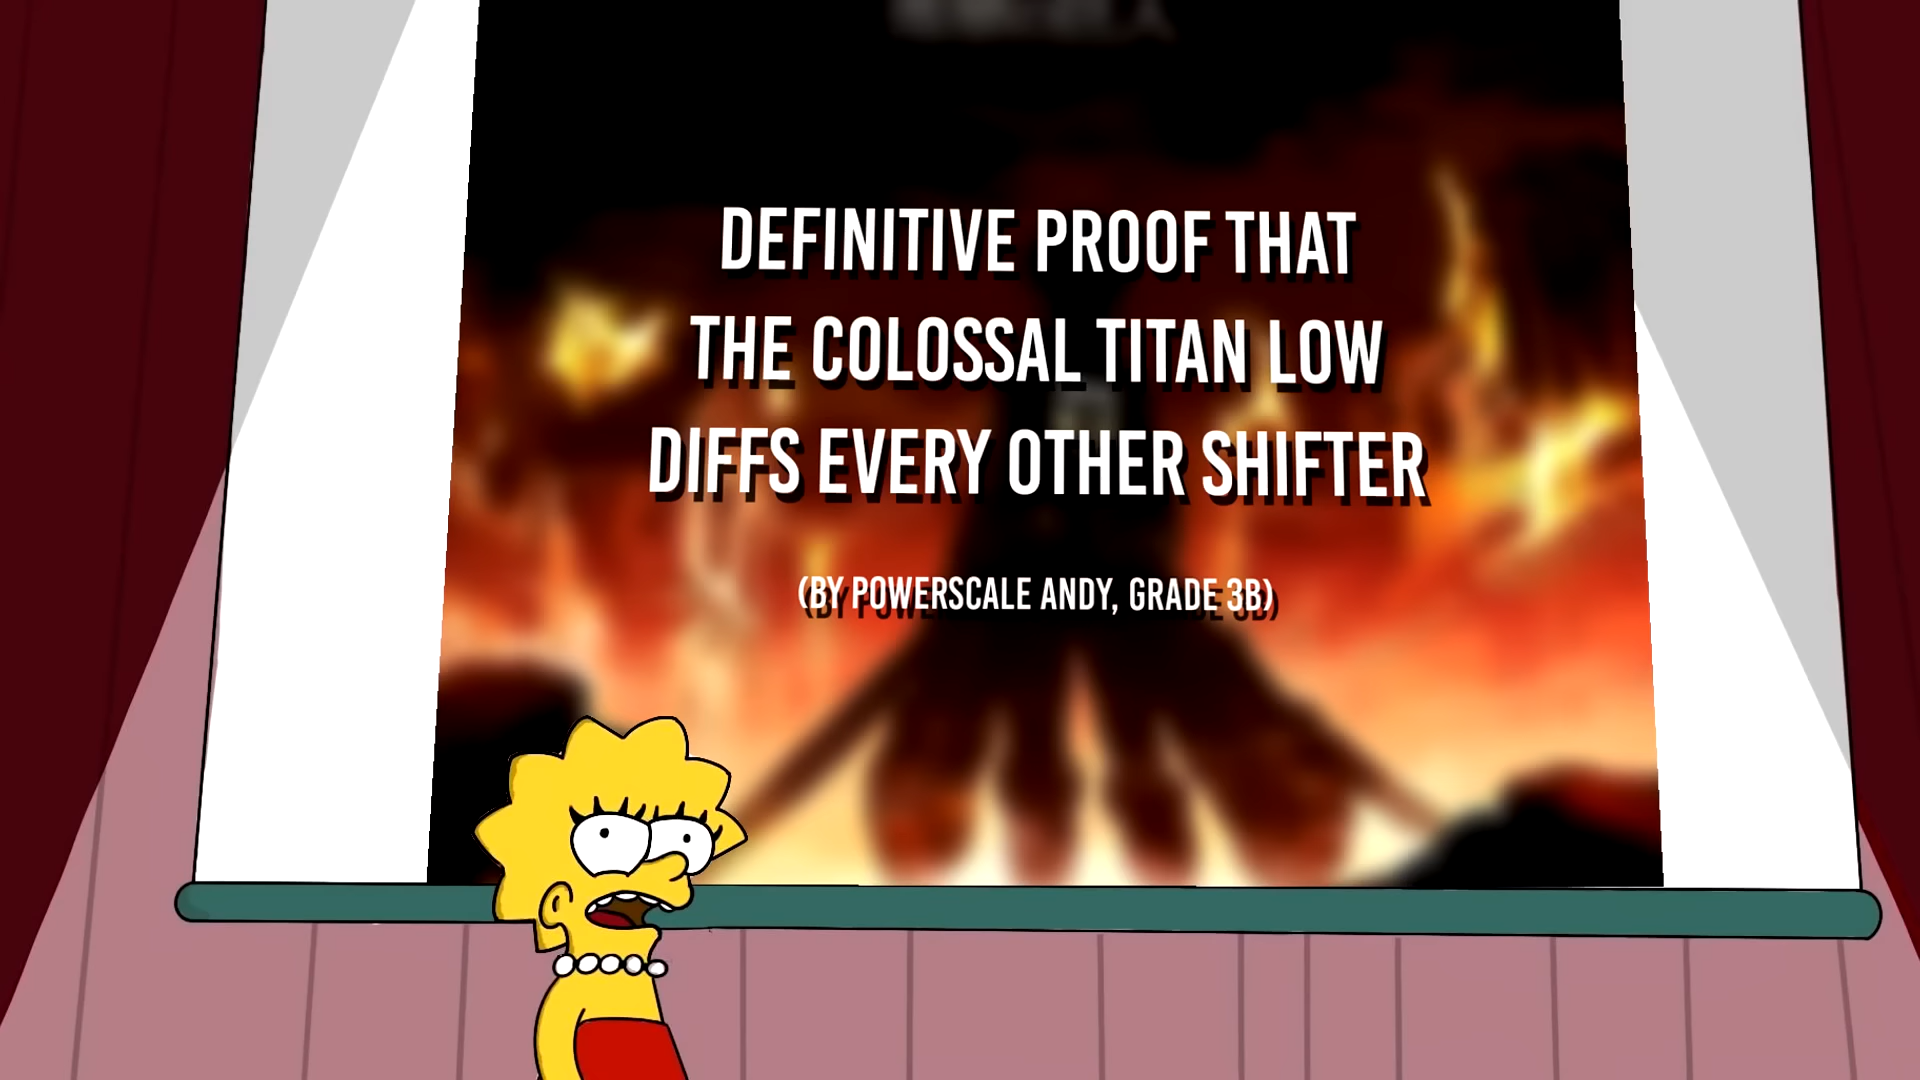 DEFINITIVE PROOF THAT
THE COLOSSAL TITAN LOW
DIFFS EVERY OTHER SHIFTER
(BY POWERSCALE ANDY, GRADE 3B)